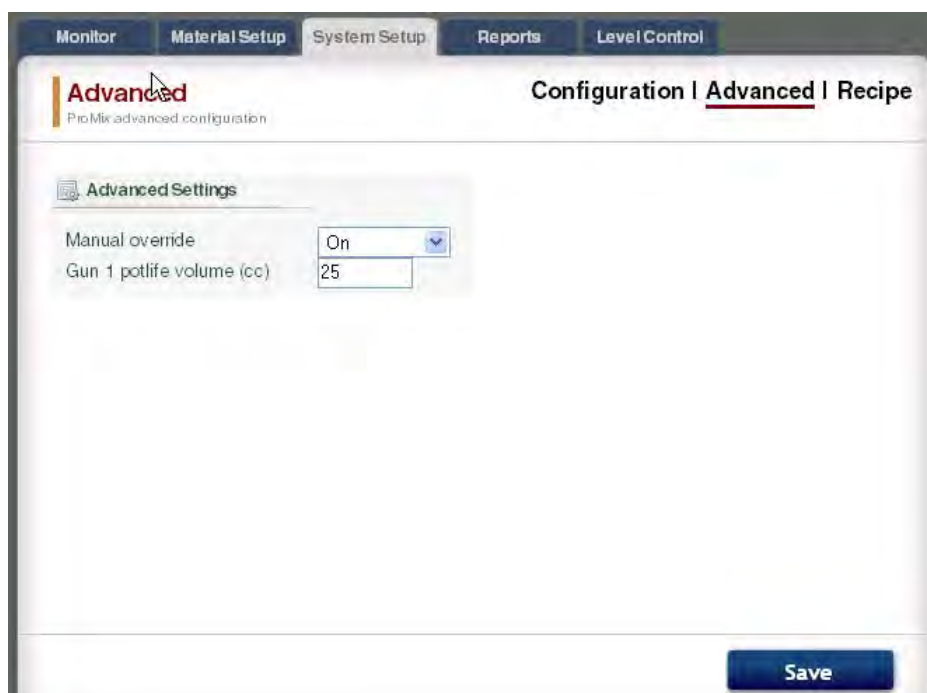 Monitor Material Setup System Setup Reports Level Control
Advanced
ProMix advanced configuration
Configuration | Advanced | Recipe
Advanced Settings
Manual override On
Gun 1 potlife volume (cc) 25
Save